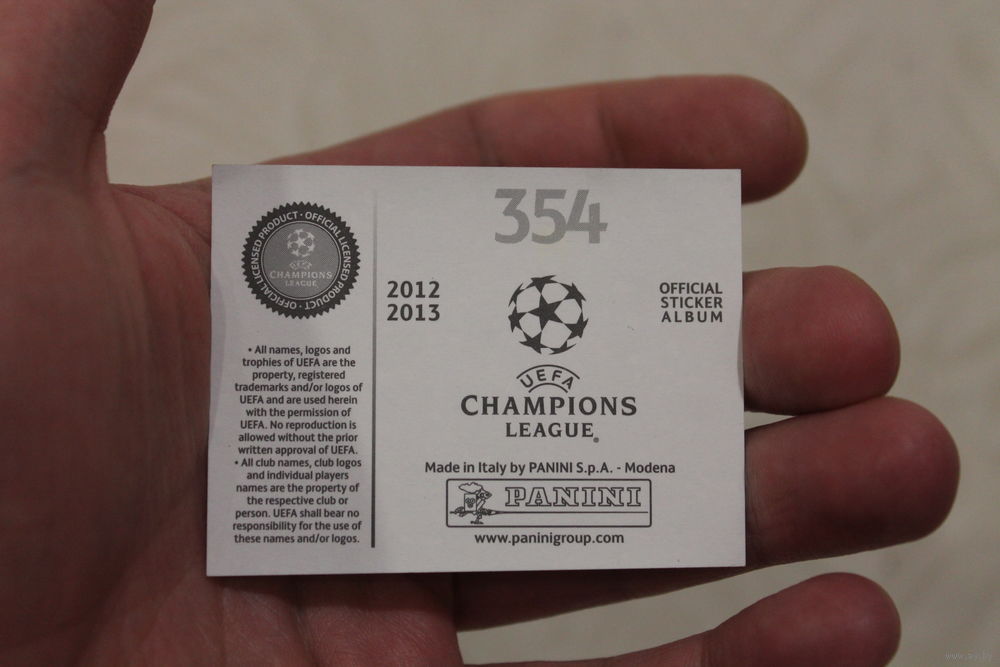 OFFICIAL LICENSED PRODUCT · OFFICIAL LICENSED PRODUCT ·
UEFA
CHAMPIONS
LEAGUE
• All names, logos and
trophies of UEFA are the
property, registered
trademarks and/or logos of
UEFA and are used herein
with the permission of
UEFA. No reproduction is
allowed without the prior
written approval of UEFA.
• All club names, club logos
and individual players
names are the property of
the respective club or
person. UEFA shall bear no
responsibility for the use of
these names and/or logos.
354
2012
2013
OFFICIAL
STICKER
ALBUM
UEFA
CHAMPIONS
LEAGUE®
Made in Italy by PANINI S.p.A. - Modena
PANINI
www.paninigroup.com